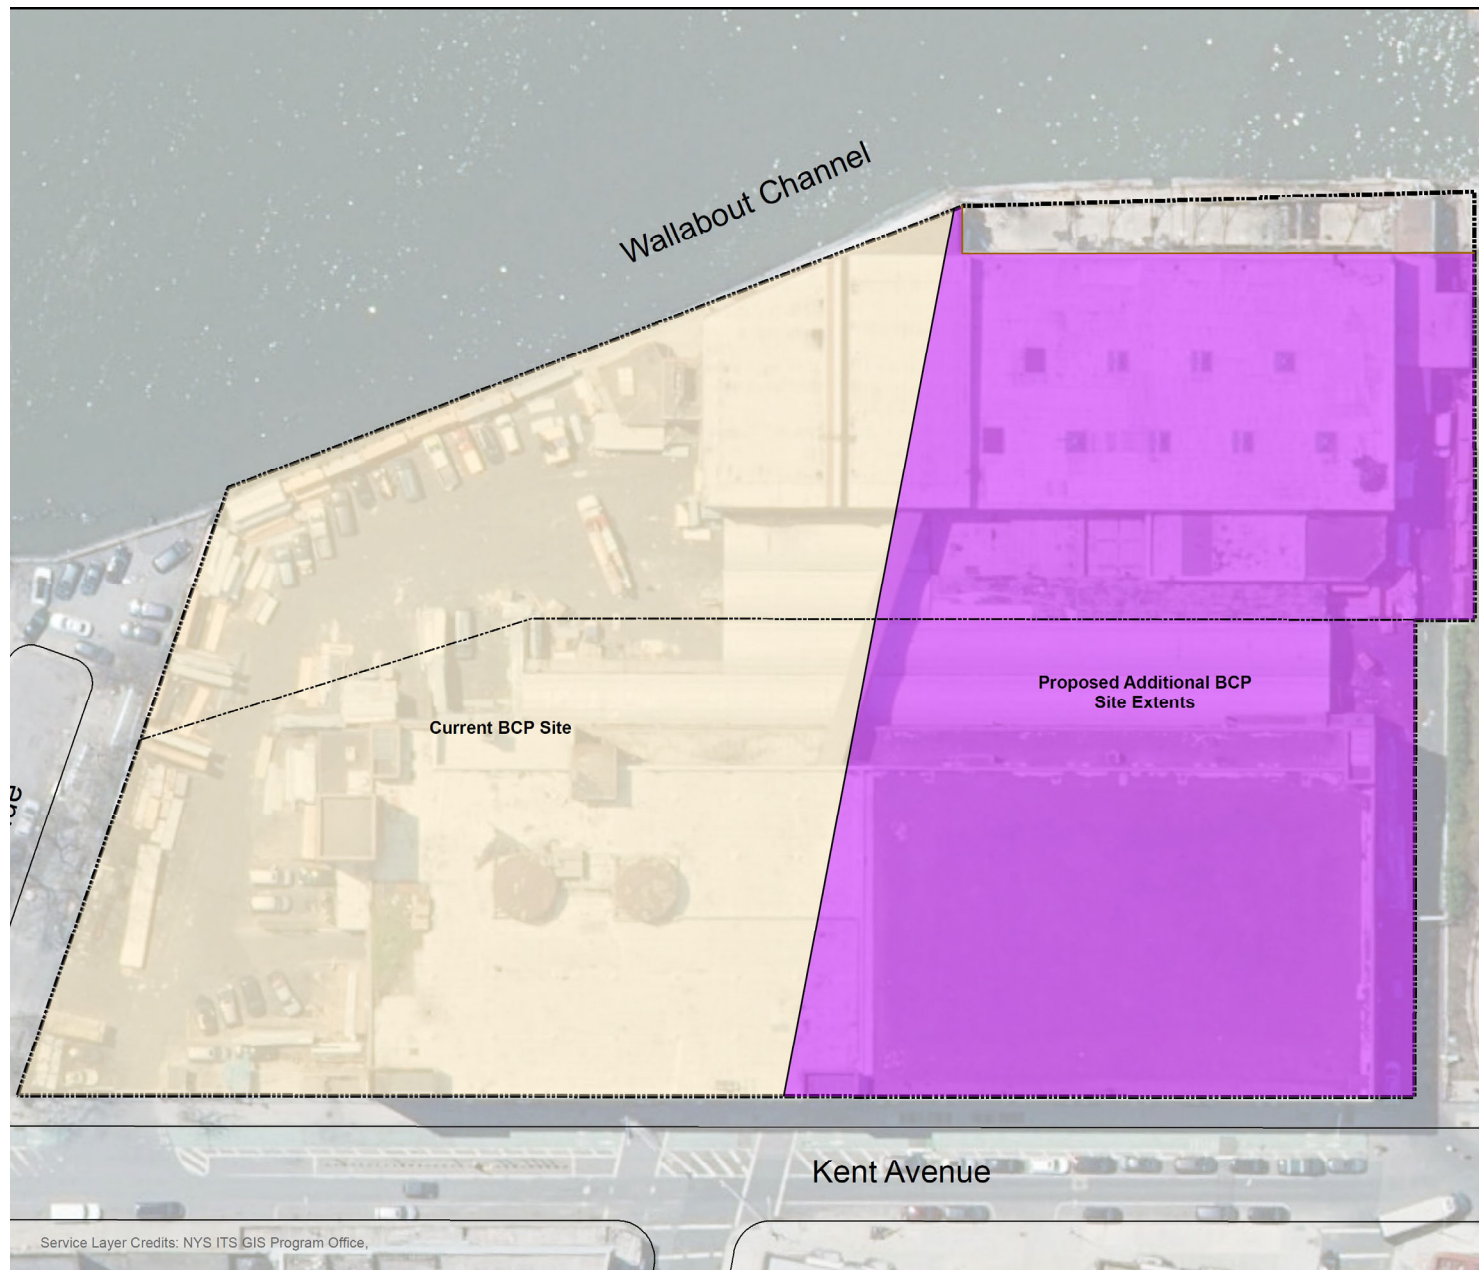 Wallabout Channel
Proposed Additional BCP
Site Extents
Current BCP Site
Kent Avenue
Service Layer Credits: NYS ITS GIS Program Office,